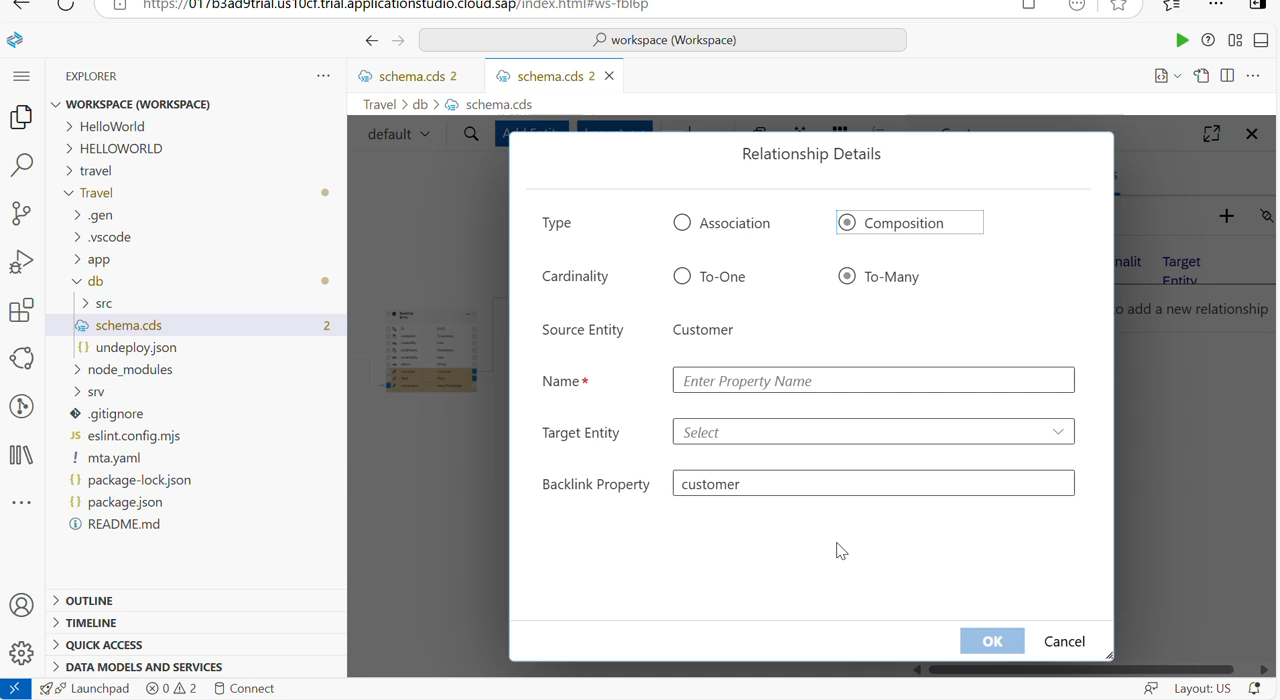 https://017b3ad9trial.us10cf.trial.applicationstudio.cloud.sap/index.html#ws-fbl6p
workspace (Workspace)
EXPLORER
schema.cds 2
schema.cds 2
WORKSPACE (WORKSPACE)
Travel > db > schema.cds
HelloWorld
HELLOWORLD
travel
Travel
.gen
.vscode
app
db
src
schema.cds 2
undeploy.json
node_modules
srv
.gitignore
JS eslint.config.mjs
! mta.yaml
package-lock.json
package.json
README.md
OUTLINE
TIMELINE
QUICK ACCESS
DATA MODELS AND SERVICES
default
Relationship Details
Type
Association
Composition
Cardinality
To-One
To-Many
Source Entity
Customer
Name*
Enter Property Name
Target Entity
Select
Backlink Property
customer
OK
Cancel
nalit
Target
Entity
to add a new relationship
Launchpad
0
2
Connect
Layout: US